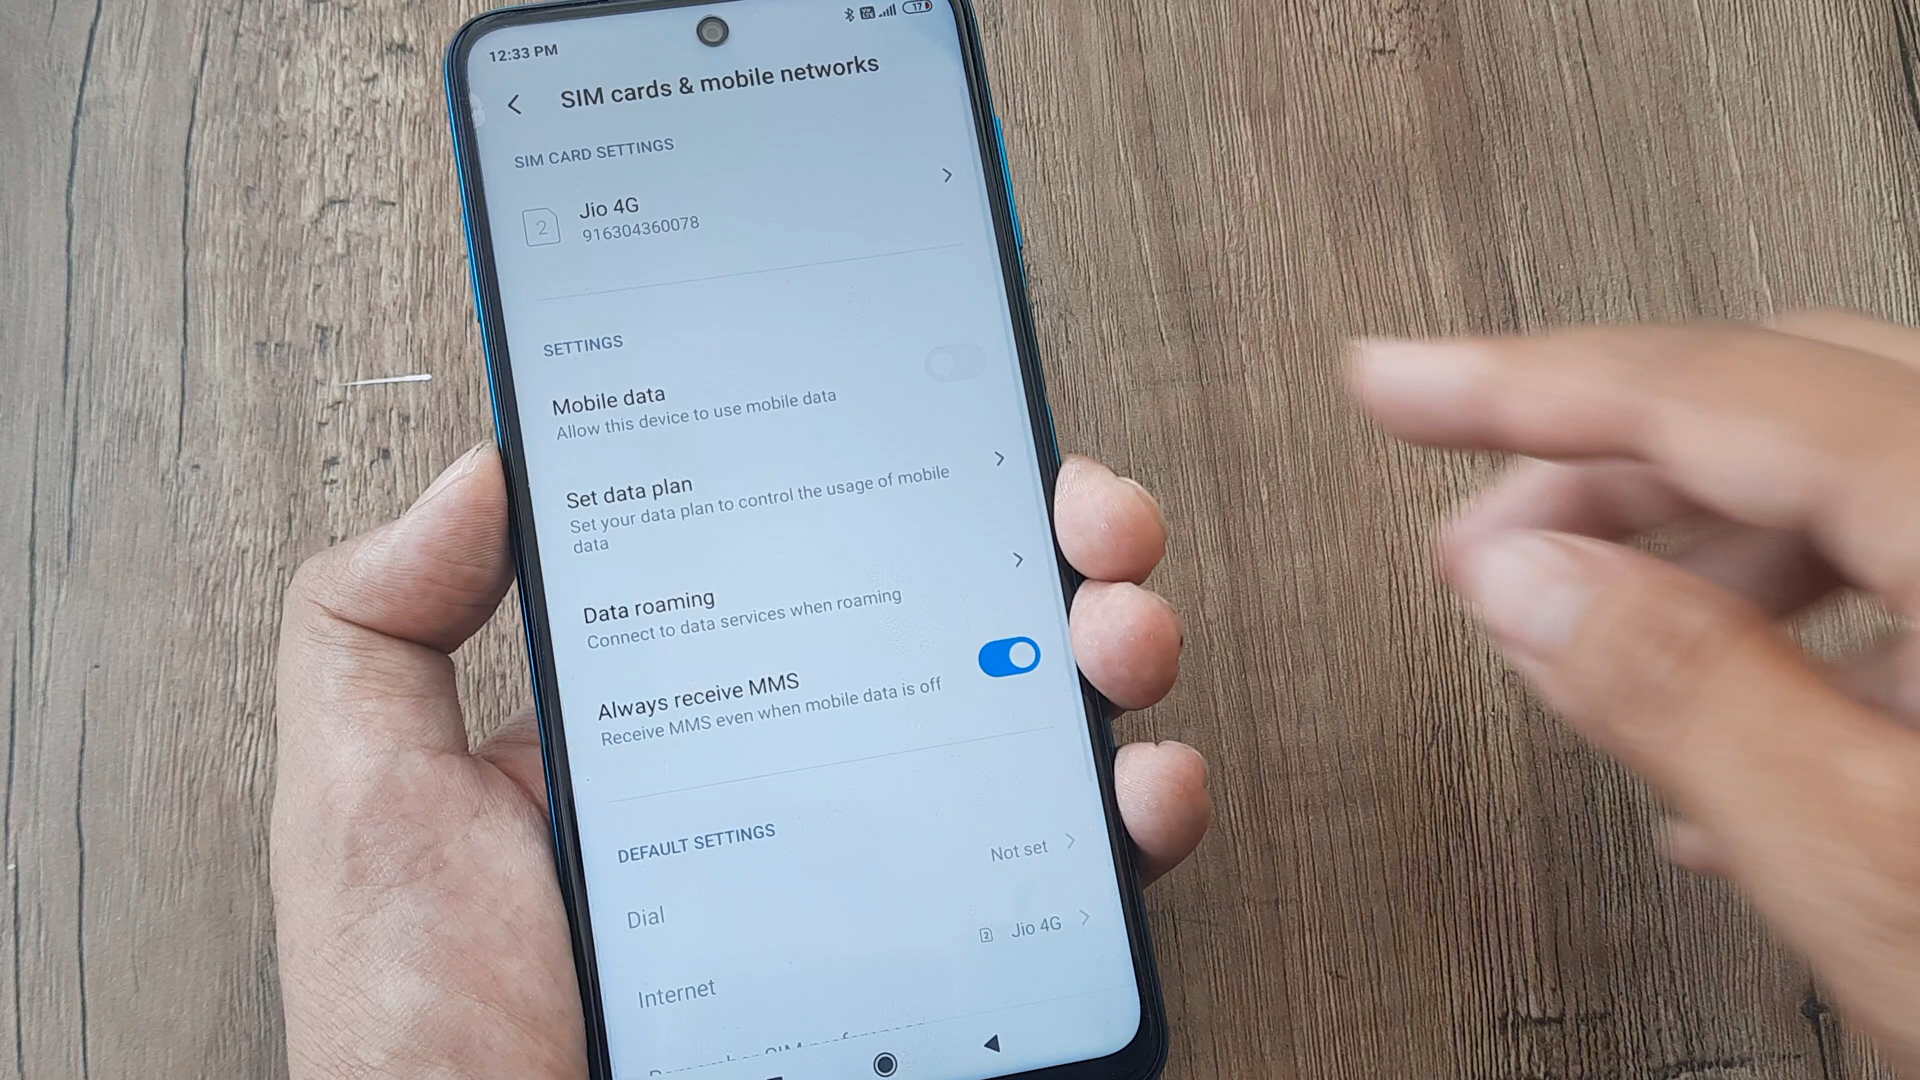 12:33 PM
17
SIM cards & mobile networks
SIM CARD SETTINGS
2
Jio 4G
916304360078
SETTINGS
Mobile data
Allow this device to use mobile data
Set data plan
Set your data plan to control the usage of mobile
data
Data roaming
Connect to data services when roaming
Always receive MMS
Receive MMS even when mobile data is off
DEFAULT SETTINGS
Dial
Not set
Internet
2 Jio 4G